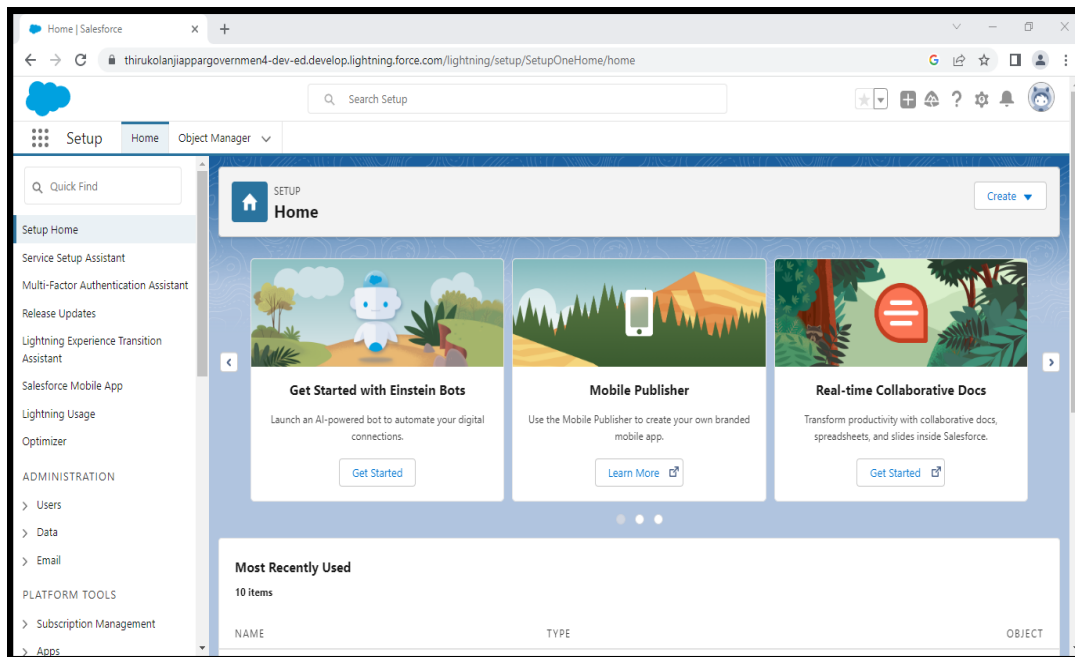 Home | Salesforce
thirukolanjiappargovernmen4-dev-ed.develop.lightning.force.com/lightning/setup/SetupOneHome/home
Search Setup
Setup Home Object Manager
Quick Find
Setup Home
Service Setup Assistant
Multi-Factor Authentication Assistant
Release Updates
Lightning Experience Transition
Assistant
Salesforce Mobile App
Lightning Usage
Optimizer
ADMINISTRATION
Users
Data
Email
PLATFORM TOOLS
Subscription Management
Apps
SETUP
Home
Create
Get Started with Einstein Bots
Launch an AI-powered bot to automate your digital
connections.
Get Started
Mobile Publisher
Use the Mobile Publisher to create your own branded
mobile app.
Learn More
Real-time Collaborative Docs
Transform productivity with collaborative docs,
spreadsheets, and slides inside Salesforce.
Get Started
Most Recently Used
10 items
NAME TYPE OBJECT